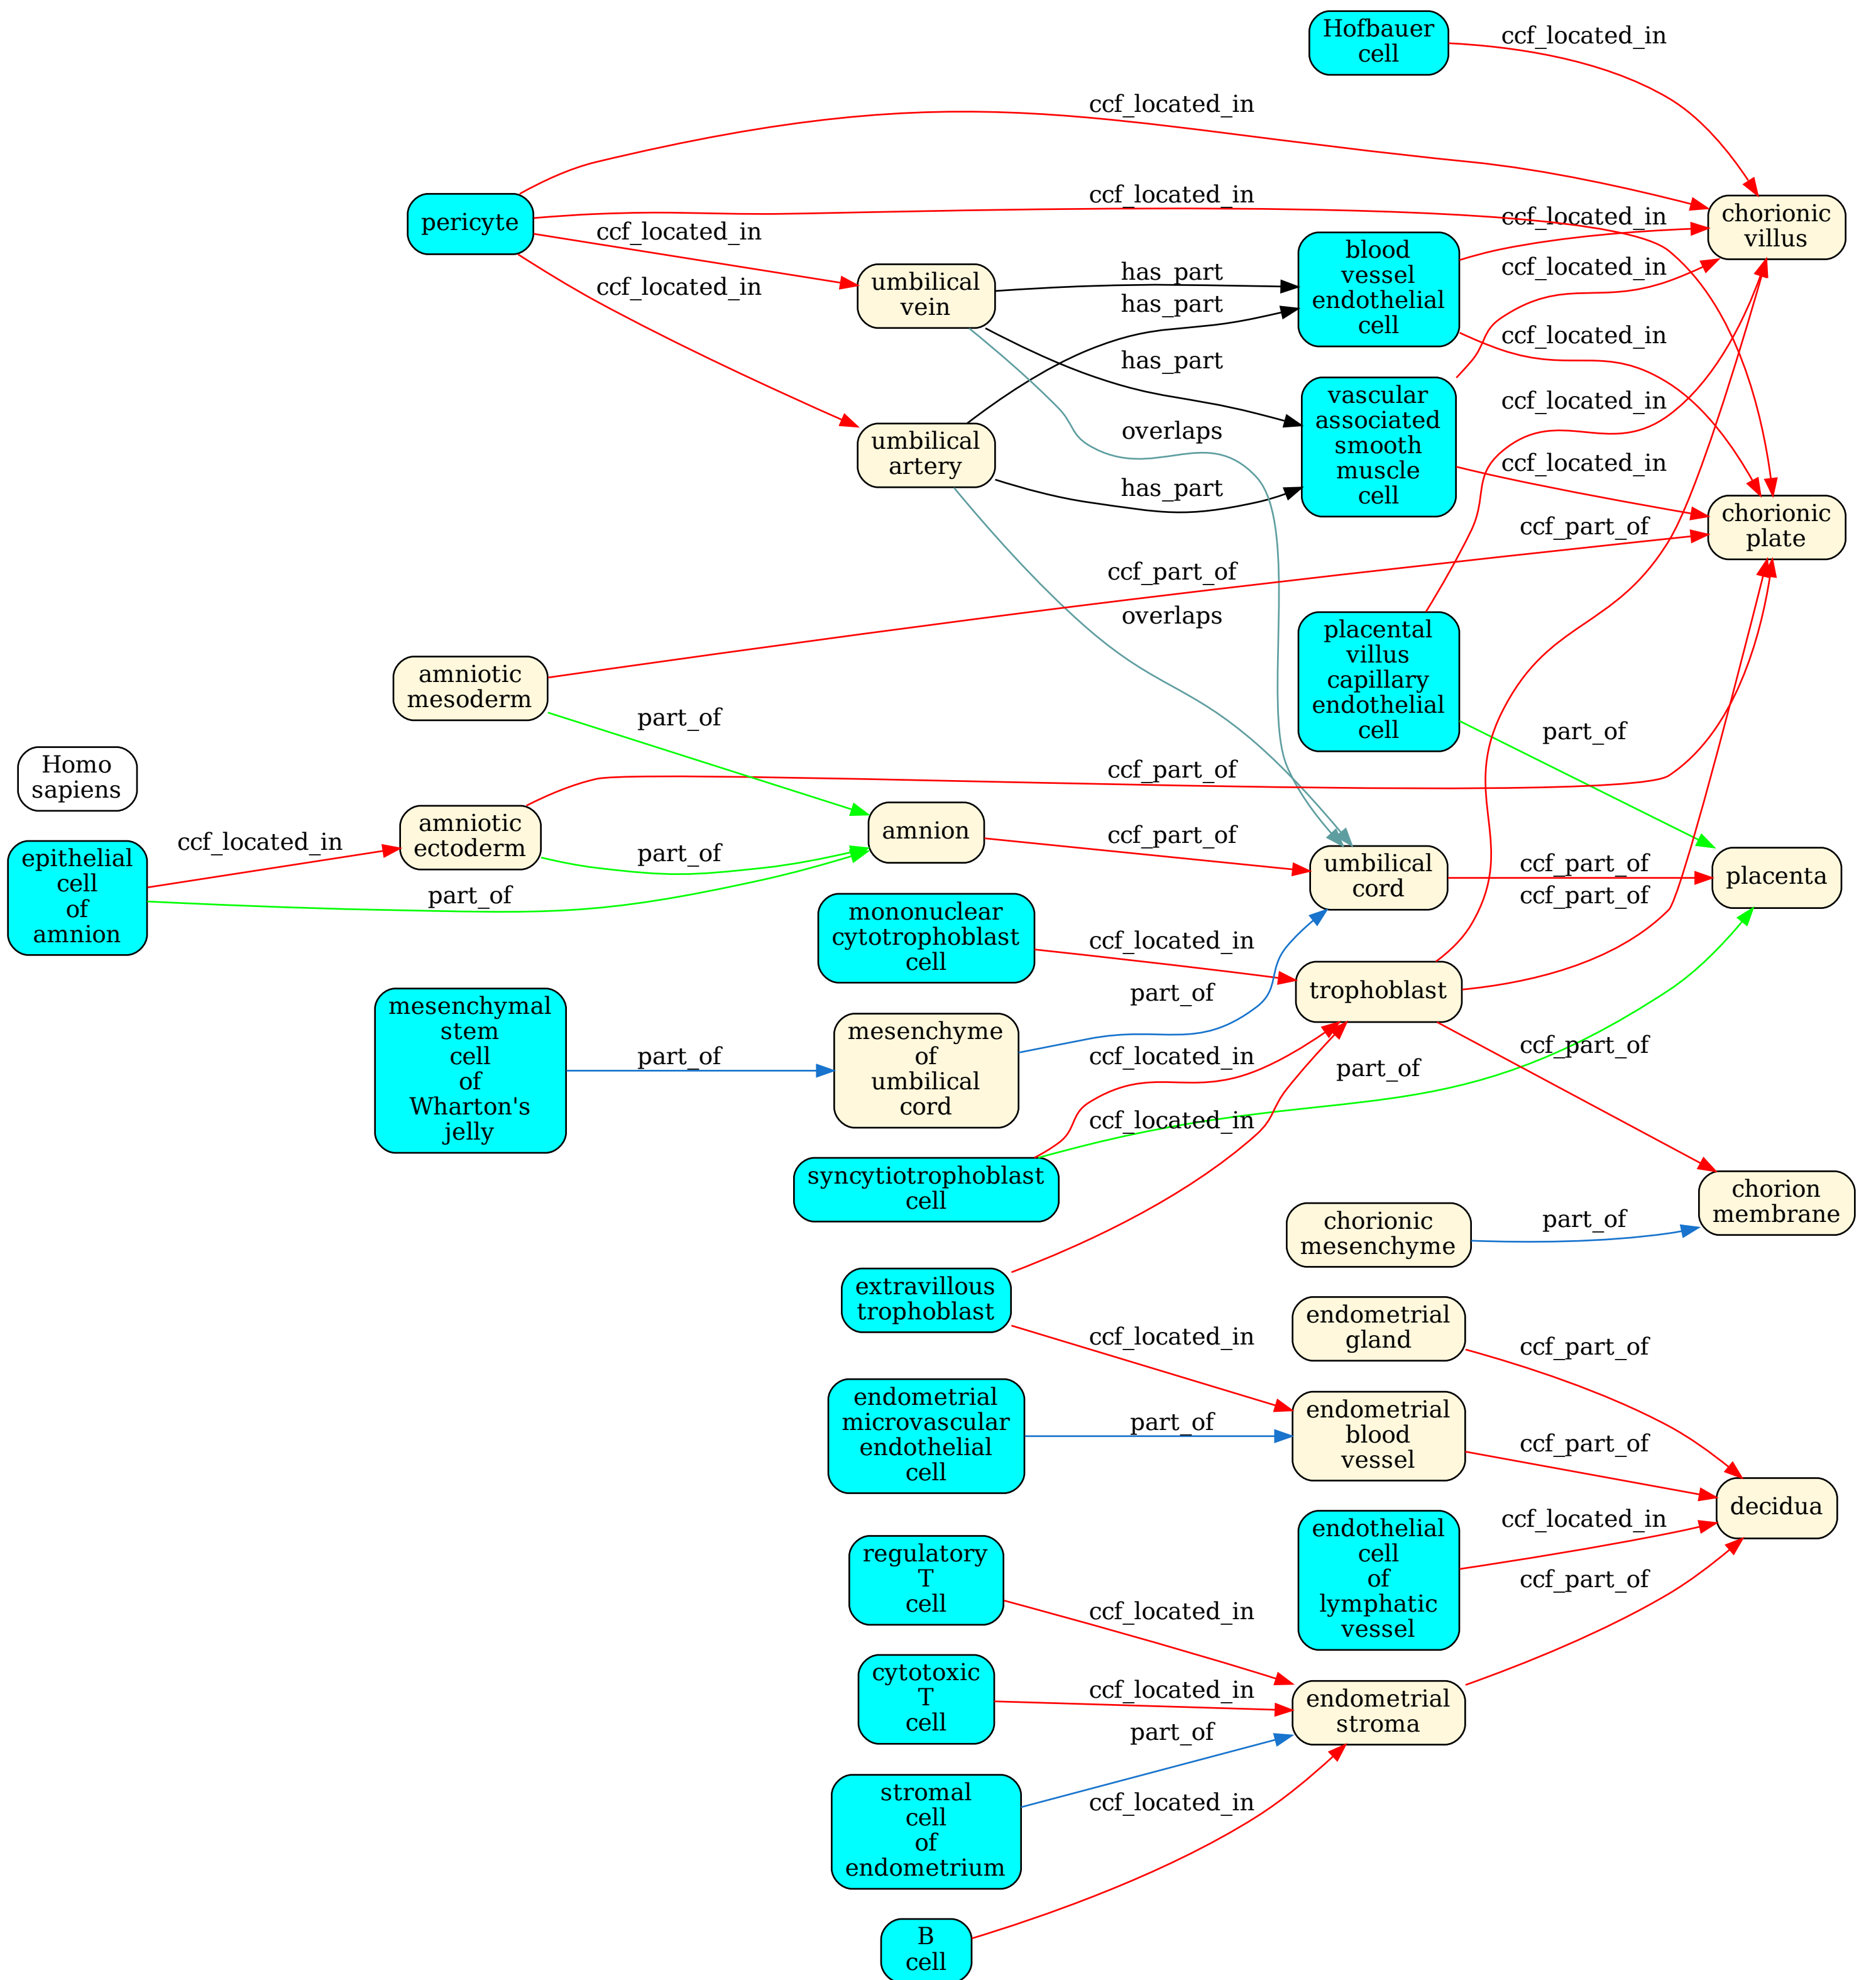 Hofbauer
cell
ccf_located_in
ccf_located_in
pericyte
ccf_located_in
ccf_located_in
ccf_located_in
umbilical
vein
has_part
has_part
has_part
has_part
overlaps
overlaps
umbilical
artery
blood
vessel
endothelial
cell
ccf_located_in
ccf_located_in
vascular
associated
smooth
muscle
cell
ccf_located_in
ccf_located_in
chorionic
villus
chorionic
plate
placental
villus
capillary
endothelial
cell
ccf_located_in
part_of
amniotic
mesoderm
ccf_part_of
part_of
Homo
sapiens
epithelial
cell
of
amnion
ccf_located_in
part_of
amniotic
ectoderm
ccf_part_of
part_of
amnion
ccf_part_of
umbilical
cord
ccf_part_of
placenta
mononuclear
cytotrophoblast
cell
ccf_located_in
trophoblast
ccf_part_of
ccf_part_of
ccf_part_of
mesenchymal
stem
cell
of
Wharton's
jelly
part_of
mesenchyme
of
umbilical
cord
part_of
syncytiotrophoblast
cell
ccf_located_in
part_of
extravillous
trophoblast
ccf_located_in
ccf_located_in
chorionic
mesenchyme
part_of
chorion
membrane
endometrial
gland
ccf_part_of
endometrial
microvascular
endothelial
cell
part_of
endometrial
blood
vessel
ccf_part_of
decidua
endothelial
cell
of
lymphatic
vessel
ccf_located_in
regulatory
T
cell
ccf_located_in
cytotoxic
T
cell
ccf_located_in
endometrial
stroma
ccf_part_of
stromal
cell
of
endometrium
part_of
B
cell
ccf_located_in